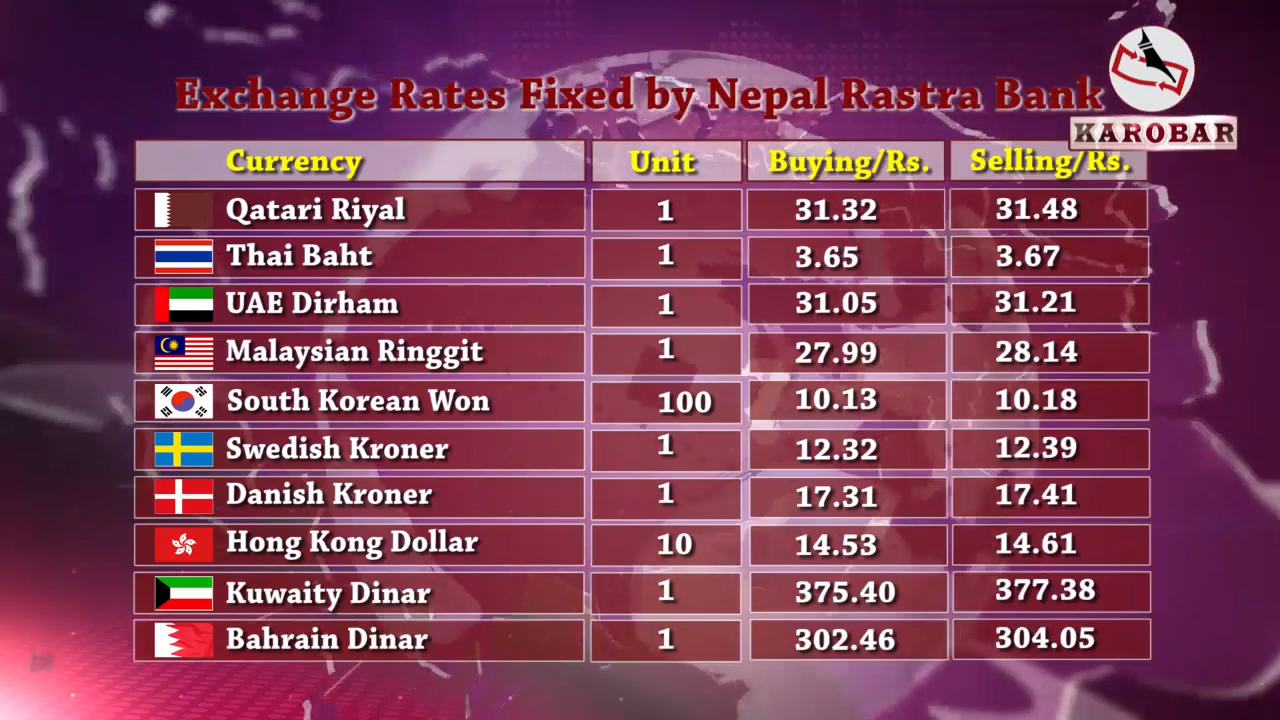 Exchange Rates Fixed by Nepal Rastra Bank
KAROBAR
Currency Unit Buying/Rs. Selling/Rs.
Qatari Riyal 1 31.32 31.48
Thai Baht 1 3.65 3.67
UAE Dirham 1 31.05 31.21
Malaysian Ringgit 1 27.99 28.14
South Korean Won 100 10.13 10.18
Swedish Kroner 1 12.32 12.39
Danish Kroner 1 17.31 17.41
Hong Kong Dollar 10 14.53 14.61
Kuwaity Dinar 1 375.40 377.38
Bahrain Dinar 1 302.46 304.05